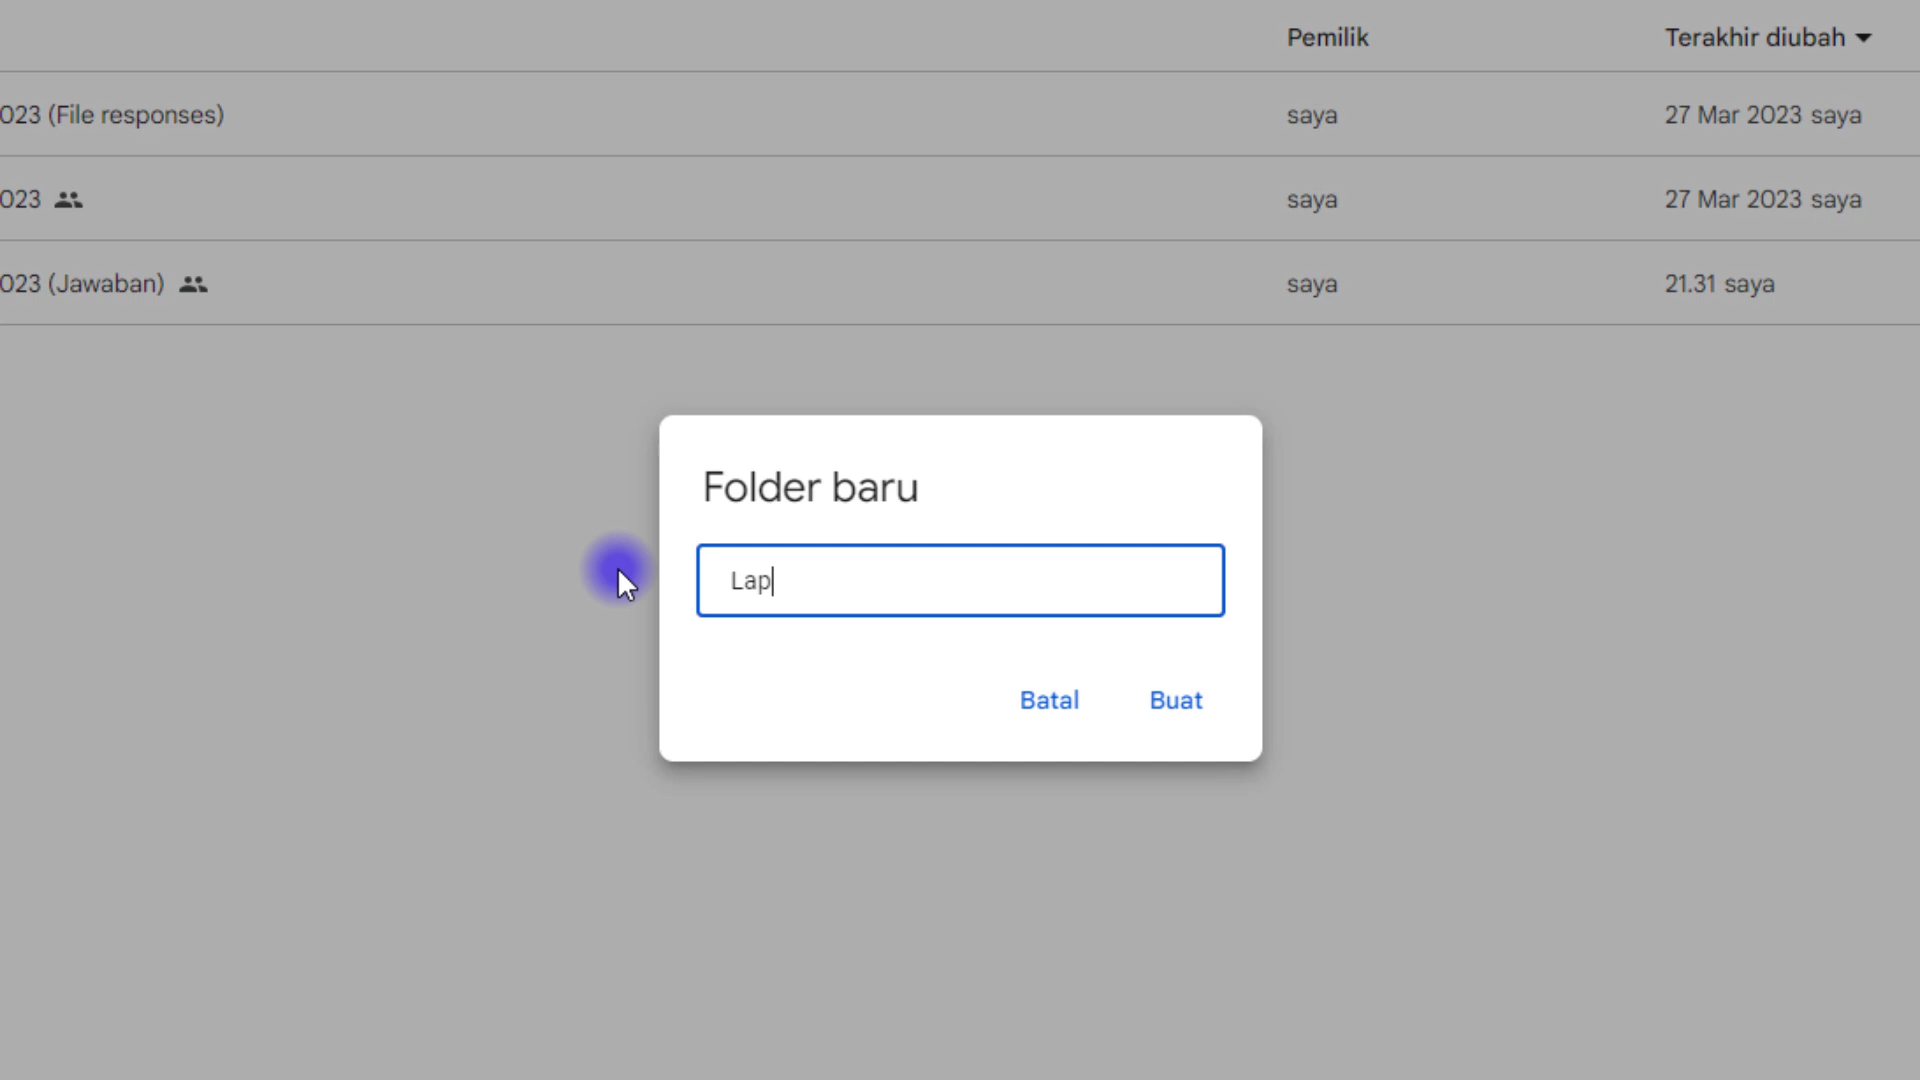 Pemilik Terakhir diubah
023 (File responses) saya 27 Mar 2023 saya
023 saya 27 Mar 2023 saya
023 (Jawaban) saya 21.31 saya
Folder baru
Lap
Batal Buat